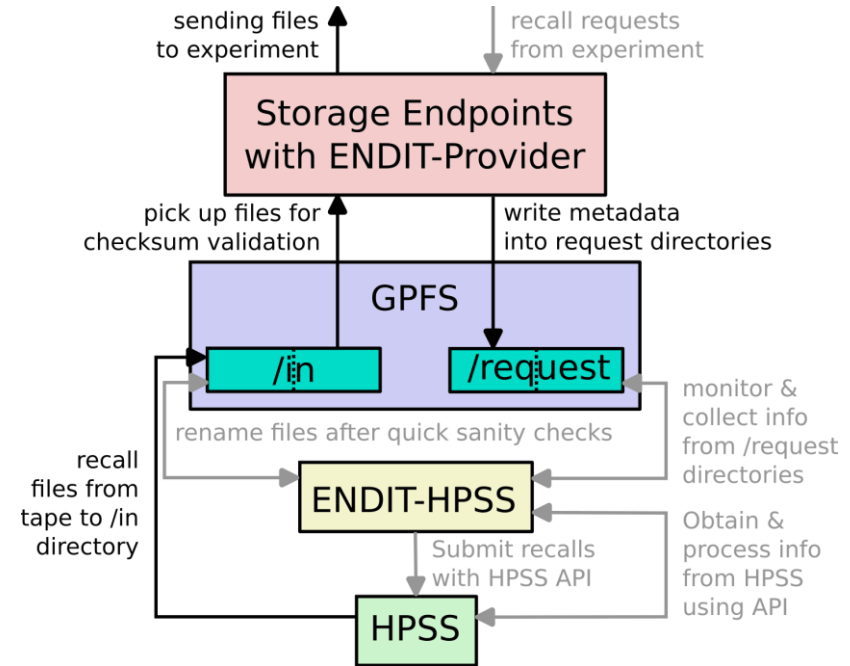 sending files
to experiment
recall requests
from experiment
Storage Endpoints
with ENDIT-Provider
pick up files for
checksum validation
write metadata
into request directories
GPFS
/in
/request
rename files after quick sanity checks
monitor &
collect info
from /request
directories
recall
files from
tape to /in
directory
ENDIT-HPSS
Submit recalls
with HPSS API
Obtain &
process info
from HPSS
using API
HPSS